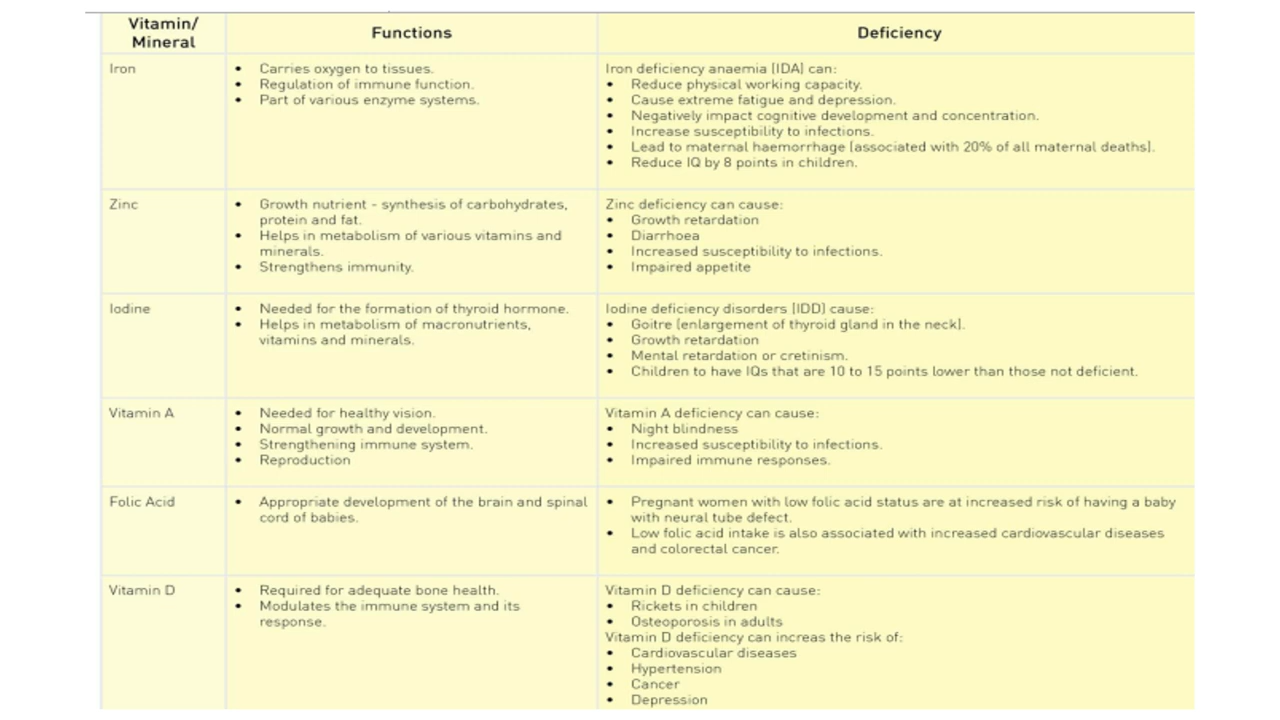 Vitamin/
Mineral
Functions
Deficiency
Iron
• Carries oxygen to tissues.
• Regulation of immune function.
• Part of various enzyme systems.
Iron deficiency anaemia (IDA) can:
• Reduce physical working capacity.
• Cause extreme fatigue and depression.
• Negatively impact cognitive development and concentration.
• Increase susceptibility to infections.
• Lead to maternal haemorrhage (associated with 20% of all maternal deaths).
• Reduce IQ by 8 points in children.
Zinc
• Growth nutrient - synthesis of carbohydrates,
protein and fat.
• Helps in metabolism of various vitamins and
minerals.
• Strengthens immunity.
Zinc deficiency can cause:
• Growth retardation
• Diarrhoea
• Increased susceptibility to infections.
• Impaired appetite
Iodine
• Needed for the formation of thyroid hormone.
• Helps in metabolism of macronutrients,
vitamins and minerals.
Iodine deficiency disorders (IDD) cause:
• Goitre (enlargement of thyroid gland in the neck).
• Growth retardation
• Mental retardation or cretinism.
• Children to have IQs that are 10 to 15 points lower than those not deficient.
Vitamin A
• Needed for healthy vision.
• Normal growth and development.
• Strengthening immune system.
• Reproduction
Vitamin A deficiency can cause:
• Night blindness
• Increased susceptibility to infections.
• Impaired immune responses.
Folic Acid
• Appropriate development of the brain and spinal
cord of babies.
• Pregnant women with low folic acid status are at increased risk of having a baby
with neural tube defect.
• Low folic acid intake is also associated with increased cardiovascular diseases
and colorectal cancer.
Vitamin D
• Required for adequate bone health.
• Modulates the immune system and its
response.
Vitamin D deficiency can cause:
• Rickets in children
• Osteoporosis in adults
Vitamin D deficiency can increas the risk of:
• Cardiovascular diseases
• Hypertension
• Cancer
• Depression